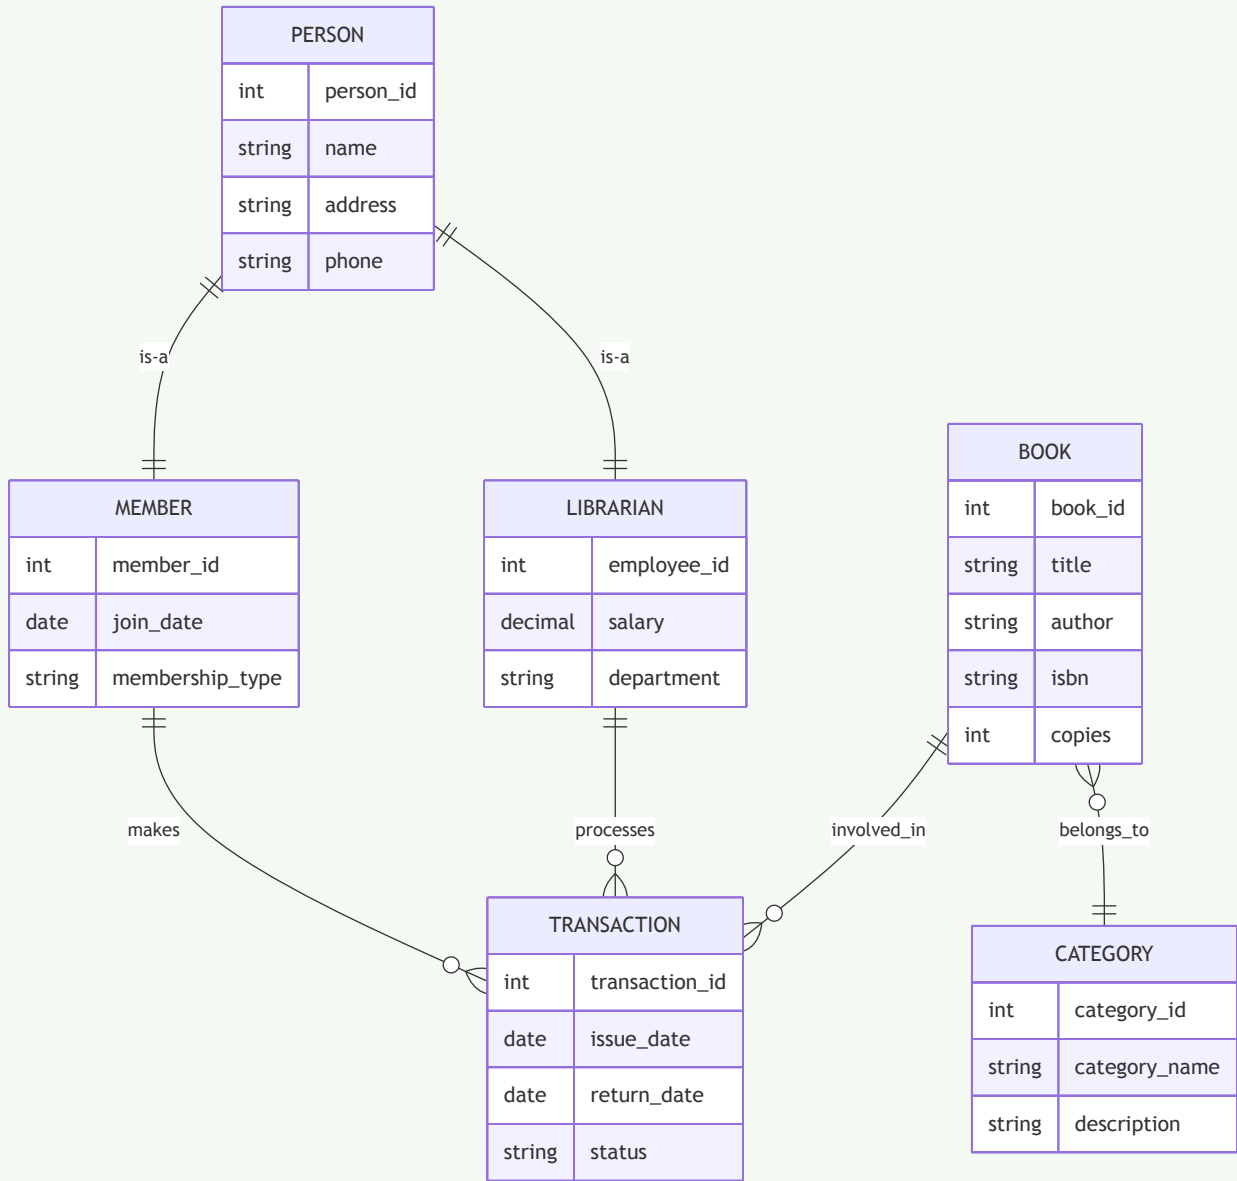 PERSON
int person_id
string name
string address
string phone
is-a
is-a
MEMBER
int member_id
date join_date
string membership_type
LIBRARIAN
int employee_id
decimal salary
string department
BOOK
int book_id
string title
string author
string isbn
int copies
makes
processes
involved_in
belongs_to
TRANSACTION
int transaction_id
date issue_date
date return_date
string status
CATEGORY
int category_id
string category_name
string description